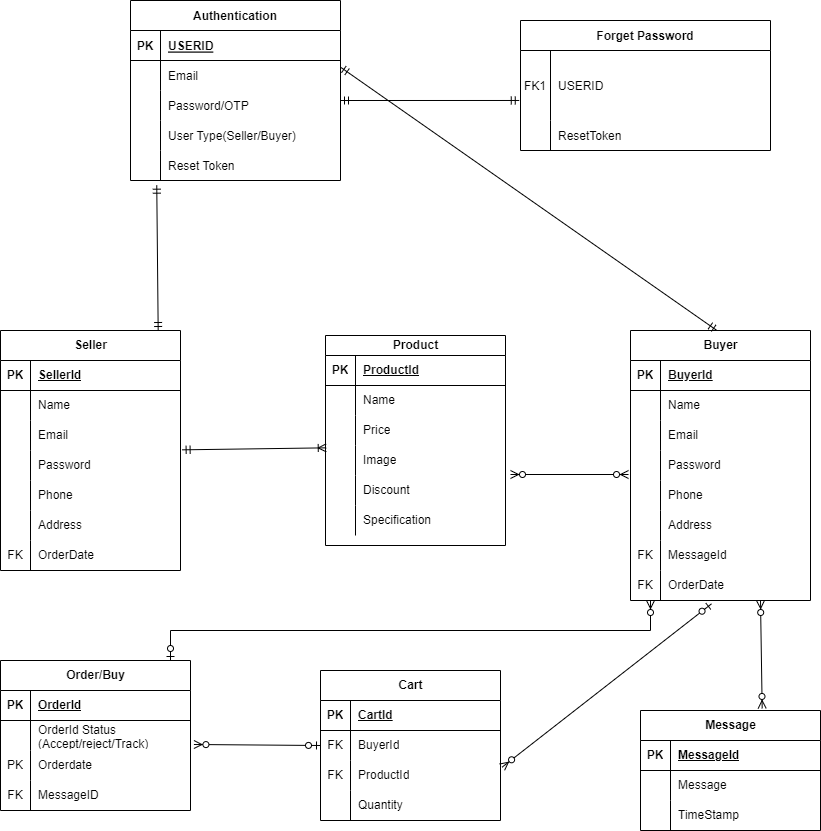 Authentication
PK USERID
Email
Password/OTP
User Type(Seller/Buyer)
Reset Token
Forget Password
FK1 USERID
ResetToken
Seller
PK SellerId
Name
Email
Password
Phone
Address
FK OrderDate
Product
PK ProductId
Name
Price
Image
Discount
Specification
Buyer
PK BuyerId
Name
Email
Password
Phone
Address
FK MessageId
FK OrderDate
Order/Buy
PK OrderId
OrderId Status
(Accept/reject/Track)
PK Orderdate
FK MessageID
Cart
PK CartId
FK BuyerId
FK ProductId
Quantity
Message
PK MessageId
Message
TimeStamp